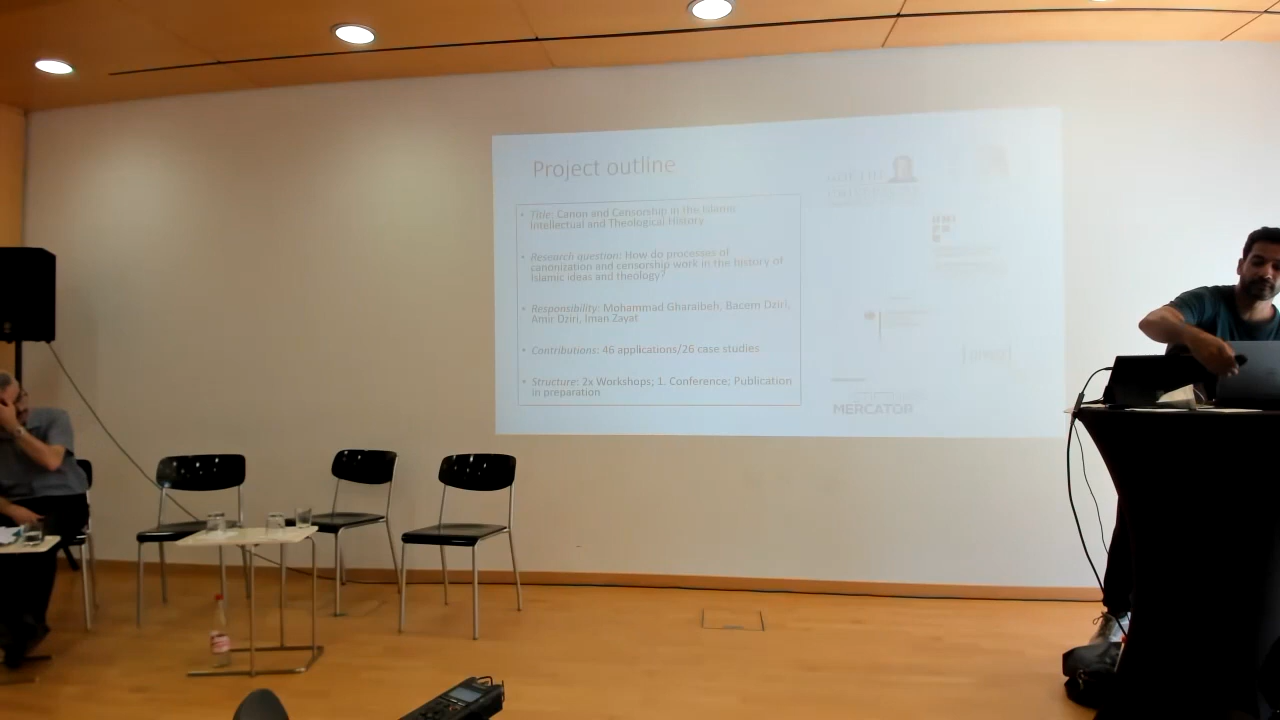 Project outline
• Title: Canon and Censorship in the Islamic
Intellectual and Theological History
• Research question: How do processes of
canonization and censorship work in the history of
Islamic ideas and theology?
• Responsibility: Mohammad Gharaibeh, Bacem Dziri,
Amir Dziri, Iman Zayat
• Contributions: 46 applications/26 case studies
• Structure: 2x Workshops; 1. Conference; Publication
in preparation
MERCATOR